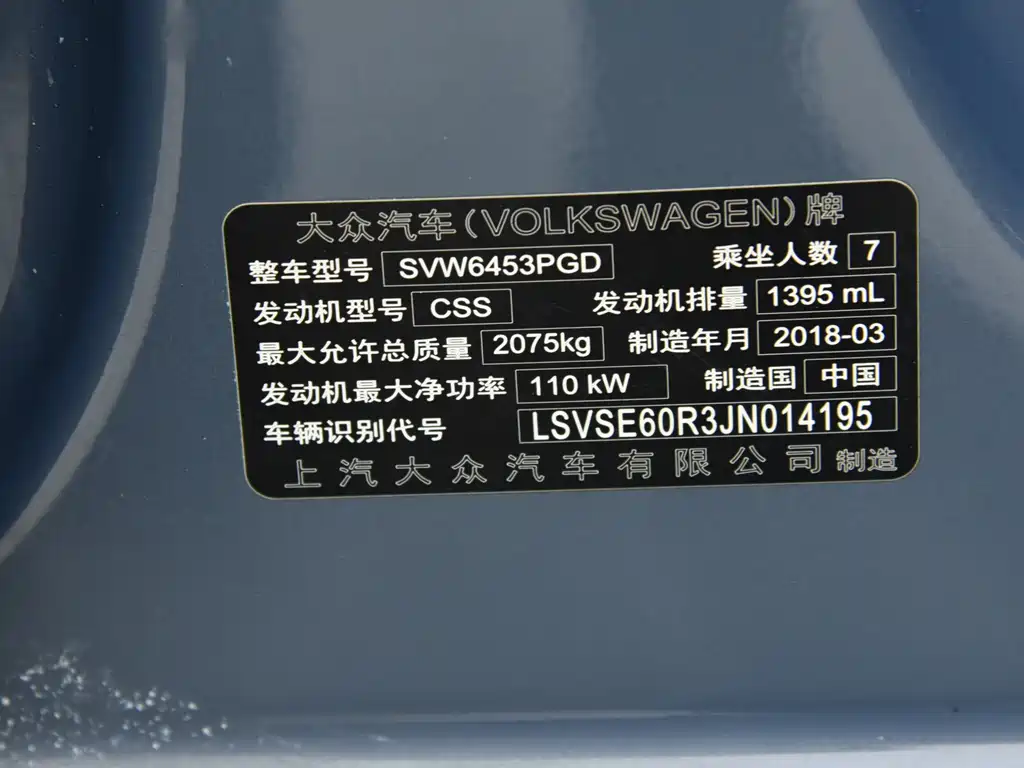 大众汽车(VOLKSWAGEN)牌
整车型号 SVW6453PGD 乘坐人数 7
发动机型号 CSS 发动机排量 1395 mL
最大允许总质量 2075kg 制造年月 2018-03
发动机最大净功率 110 kW 制造国 中国
车辆识别代号 LSVSE60R3JN014195
上汽大众汽车有限公司 制造